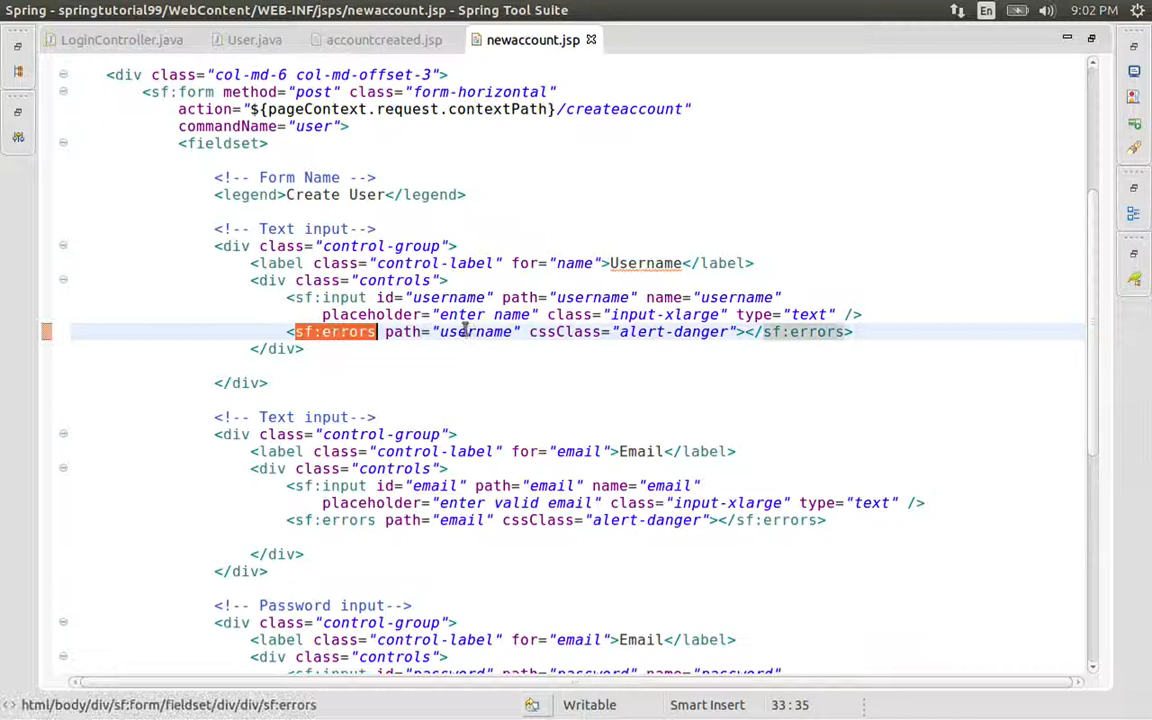 Spring - springtutorial99/WebContent/WEB-INF/jsps/newaccount.jsp - Spring Tool Suite
En
9:02 PM
LoginController.java
User.java
accountcreated.jsp
newaccount.jsp
<div class="col-md-6 col-md-offset-3">
<sf:form method="post" class="form-horizontal"
action="${pageContext.request.contextPath}/createaccount"
commandName="user">
<fieldset>
<!-- Form Name -->
<legend>Create User</legend>
<!-- Text input-->
<div class="control-group">
<label class="control-label" for="name">Username</label>
<div class="controls">
<sf:input id="username" path="username" name="username"
placeholder="enter name" class="input-xlarge" type="text" />
<sf:errors path="username" cssClass="alert-danger"></sf:errors>
</div>
</div>
<!-- Text input-->
<div class="control-group">
<label class="control-label" for="email">Email</label>
<div class="controls">
<sf:input id="email" path="email" name="email"
placeholder="enter valid email" class="input-xlarge" type="text" />
<sf:errors path="email" cssClass="alert-danger"></sf:errors>
</div>
</div>
<!-- Password input-->
<div class="control-group">
<label class="control-label" for="email">Email</label>
<div class="controls">
<sf:input id="password" path="password" name="password"
html/body/div/sf:form/fieldset/div/div/sf:errors
Writable
Smart Insert
33 : 35